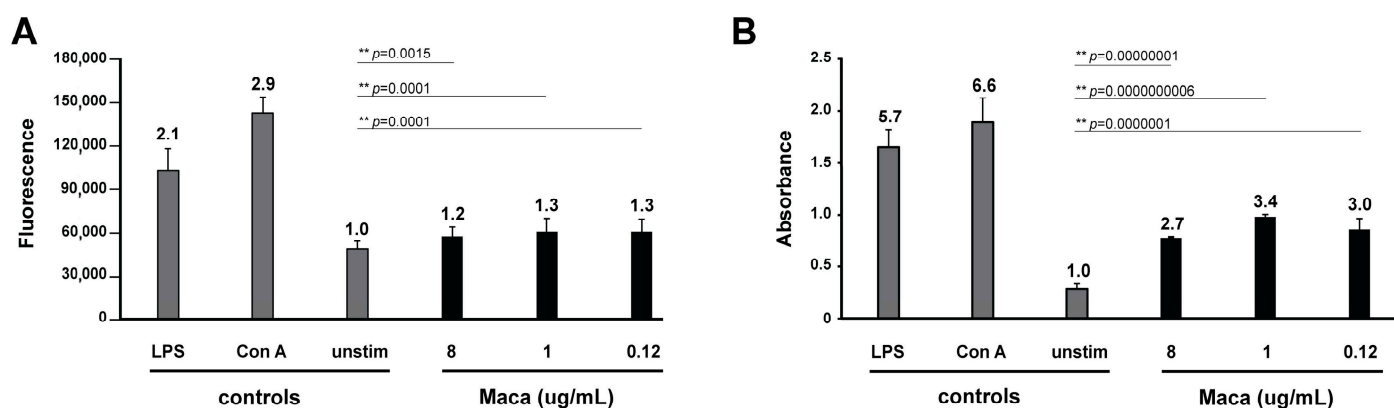 A
Fluorescence
180,000
150,000
120,000
90,000
60,000
30,000
0
2.1
2.9
1.0
1.2
1.3
1.3
** p=0.0015
** p=0.0001
** p=0.0001
LPS Con A unstim 8 1 0.12
controls Maca (ug/mL)
B
Absorbance
2.5
2.0
1.5
1.0
0.5
0
5.7
6.6
1.0
2.7
3.4
3.0
** p=0.00000001
** p=0.0000000006
** p=0.0000001
LPS Con A unstim 8 1 0.12
controls Maca (ug/mL)